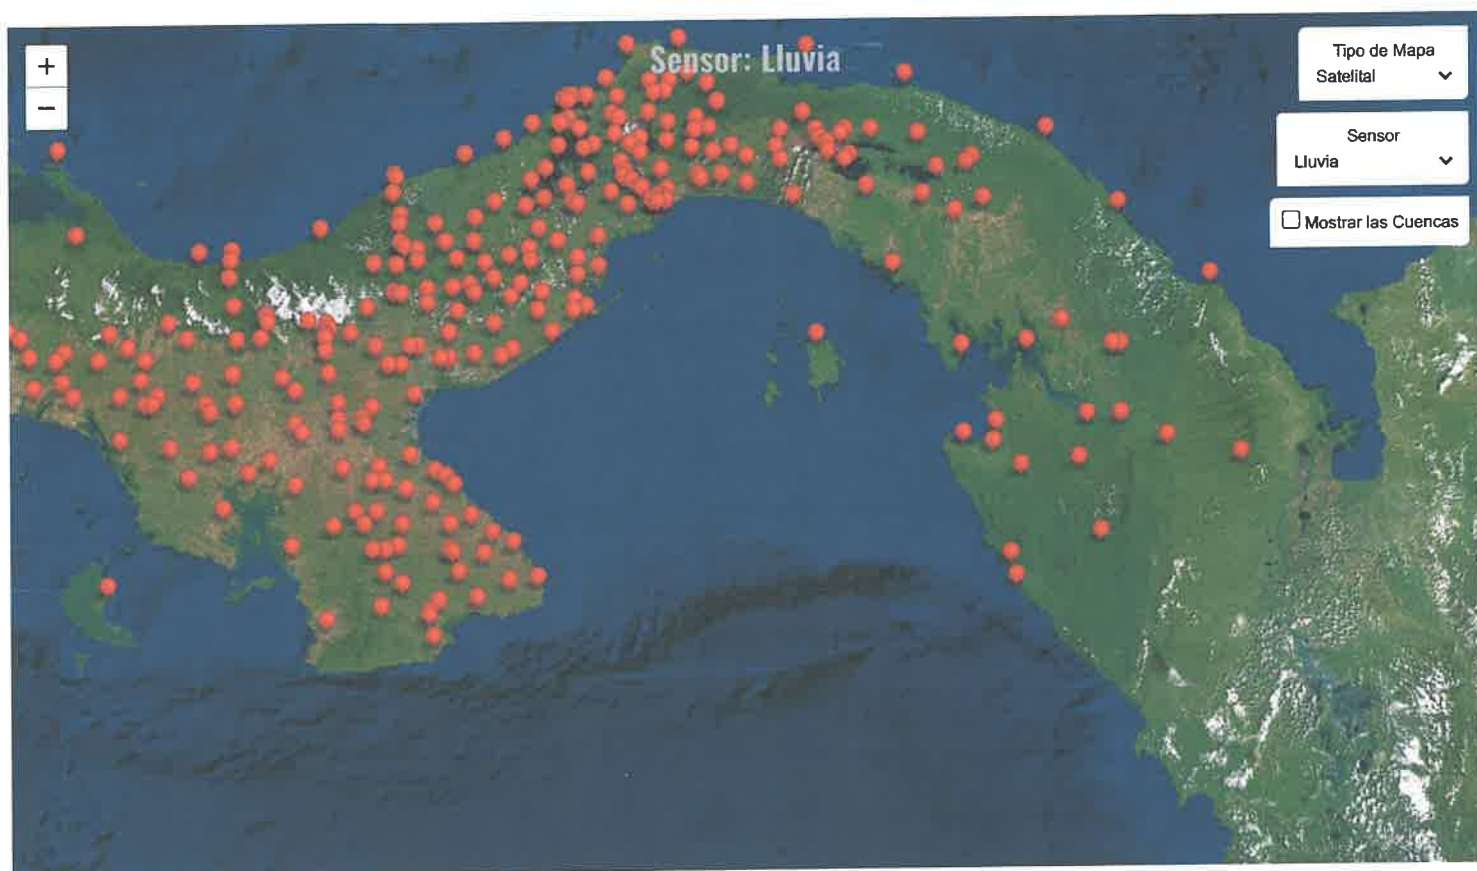 +
−
Sensor: Lluvia
Tipo de Mapa
Satelital
Sensor
Lluvia
Mostrar las Cuencas